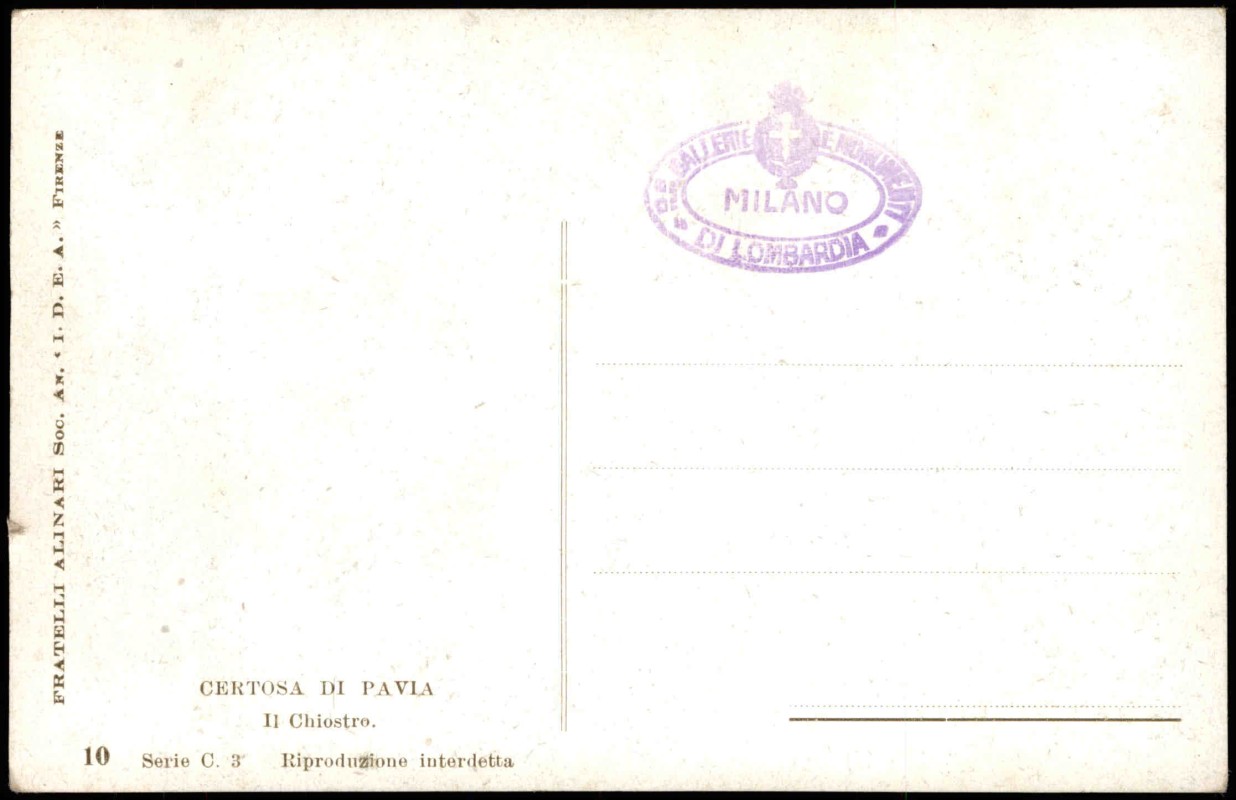 FRATELLI ALINARI Soc. An. “ I. D. E. A. ” FIRENZE
GALLERIE E MONUMENTI
MILANO
DI LOMBARDIA
CERTOSA DI PAVIA
Il Chiostro.
10 Serie C. 3 Riproduzione interdetta